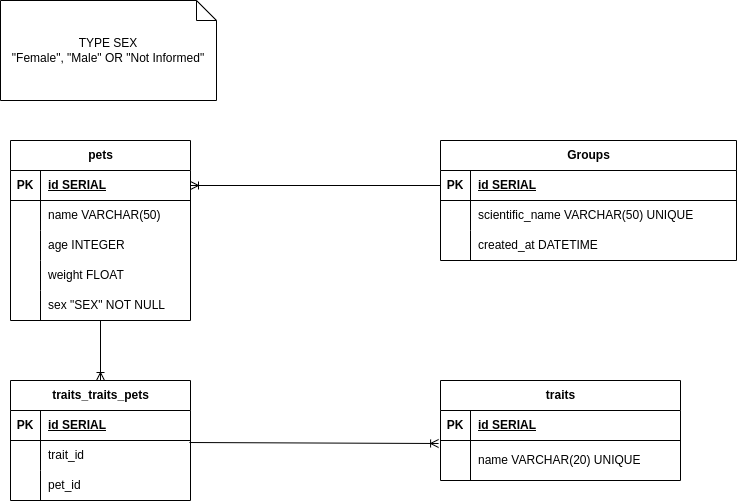 TYPE SEX
"Female", "Male" OR "Not Informed"
pets
PK id SERIAL
name VARCHAR(50)
age INTEGER
weight FLOAT
sex "SEX" NOT NULL
Groups
PK id SERIAL
scientific_name VARCHAR(50) UNIQUE
created_at DATETIME
traits_traits_pets
PK id SERIAL
trait_id
pet_id
traits
PK id SERIAL
name VARCHAR(20) UNIQUE